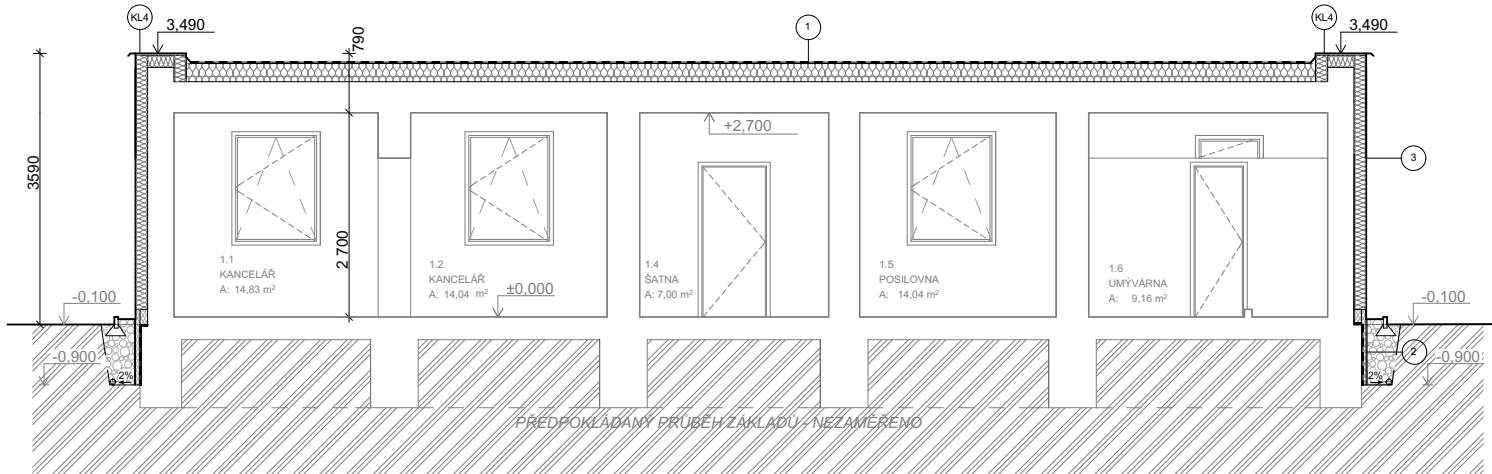 KL4
3,490
790
1
KL4
3,490
3590
+2,700
3
2 700
1.1
KANCELÁŘ
A: 14,83 m²
1.2
KANCELÁŘ
A: 14,04 m²
±0,000
1.4
ŠATNA
A: 7,00 m²
1.5
POSILOVNA
A: 14,04 m²
1.6
UMÝVÁRNA
A: 9,16 m²
-0,100
-0,100
-0,900
2%
2
-0,900
2%
PŘEDPOKLÁDANÝ PRŮBĚH ZÁKLADŮ - NEZAMĚŘENO